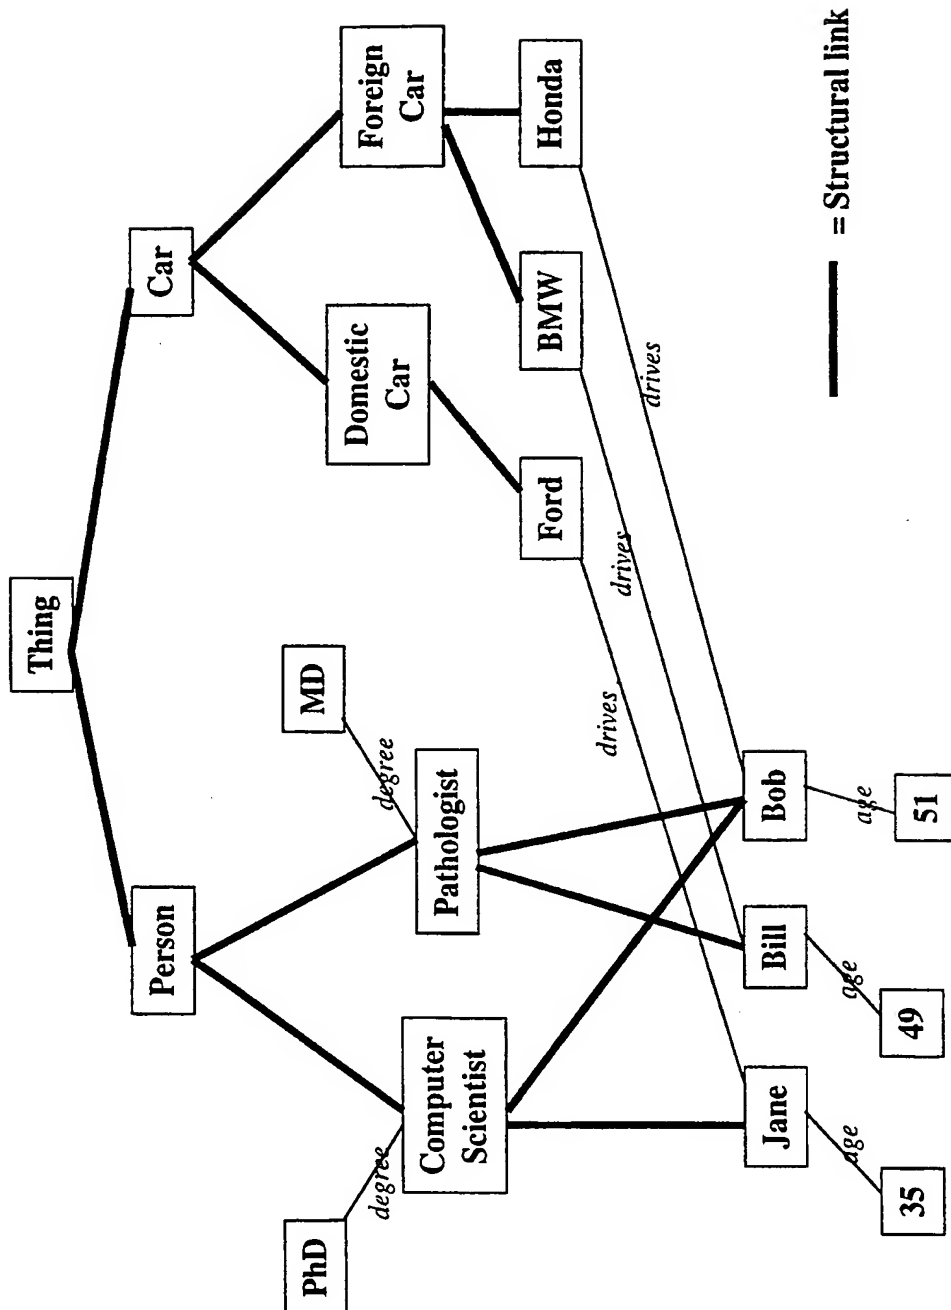 Thing
Person
Car
PhD
degree
MD
degree
Computer
Scientist
Pathologist
Domestic
Car
Foreign
Car
Ford
BMW
Honda
drives
drives
drives
Jane
Bill
Bob
age
age
age
35
49
51
= Structural link